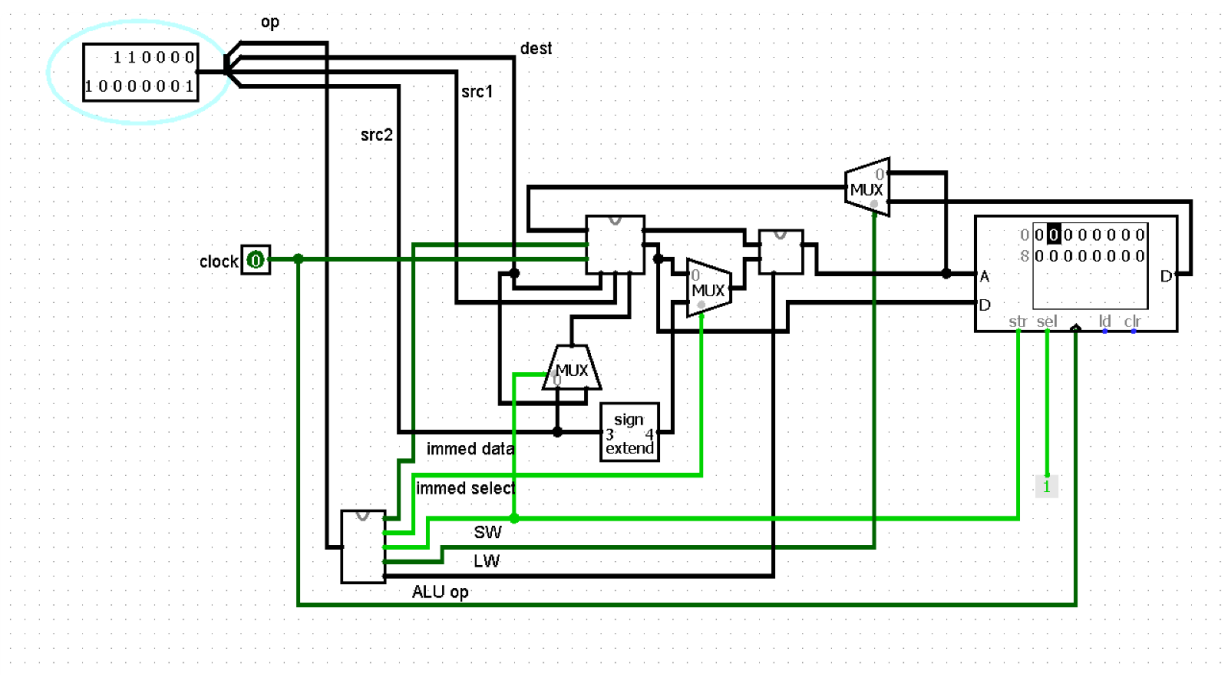 op
110000
10000001
dest
src1
src2
clock 0
0
MUX
0
MUX
0 00000000
8 00000000
A
D
D
str sel ld clr
MUX
0
sign
3 4
extend
immed data
immed select
1
SW
LW
ALU op